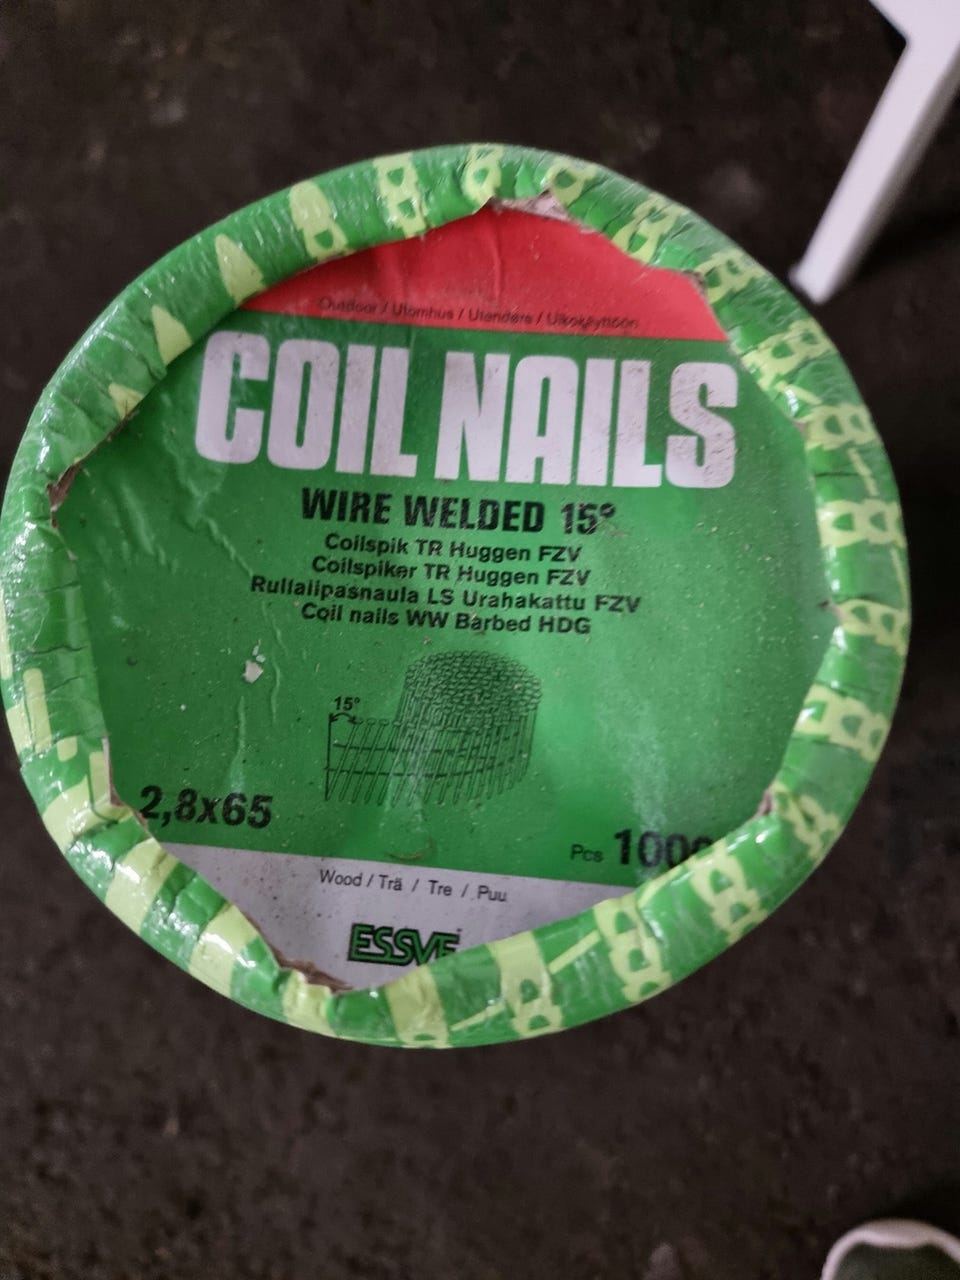 Outdoor / Utomhus / Utendørs / Ulkokäyttöön
COIL NAILS
WIRE WELDED 15°
Coilspik TR Huggen FZV
Coilspiker TR Huggen FZV
Rullalipasnaula LS Urahakattu FZV
Coil nails WW Barbed HDG
15°
2,8x65
Pcs 1000
Wood / Trä / Tre / Puu
ESSVE